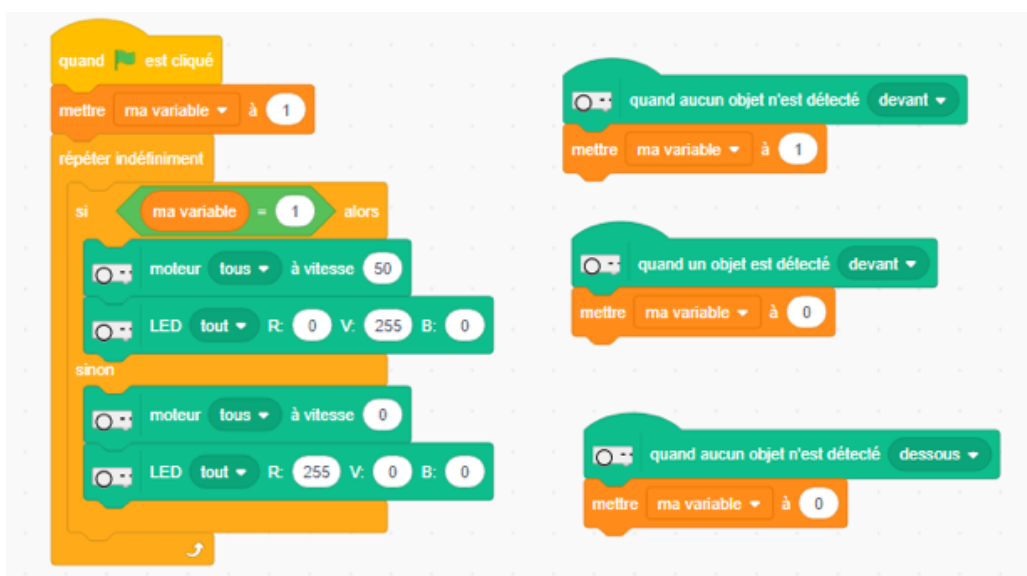 quand est cliqué
mettre ma variable à 1
répéter indéfiniment
si ma variable = 1 alors
moteur tous à vitesse 50
LED tout R: 0 V: 255 B: 0
sinon
moteur tous à vitesse 0
LED tout R: 255 V: 0 B: 0
quand aucun objet n'est détecté devant
mettre ma variable à 1
quand un objet est détecté devant
mettre ma variable à 0
quand aucun objet n'est détecté dessous
mettre ma variable à 0